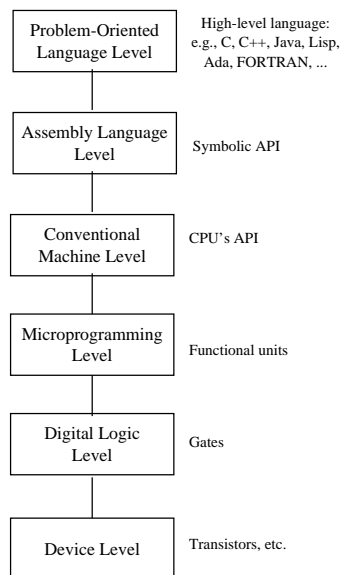 Problem-Oriented
Language Level
High-level language:
e.g., C, C++, Java, Lisp,
Ada, FORTRAN, ...
Assembly Language
Level
Symbolic API
Conventional
Machine Level
CPU's API
Microprogramming
Level
Functional units
Digital Logic
Level
Gates
Device Level
Transistors, etc.